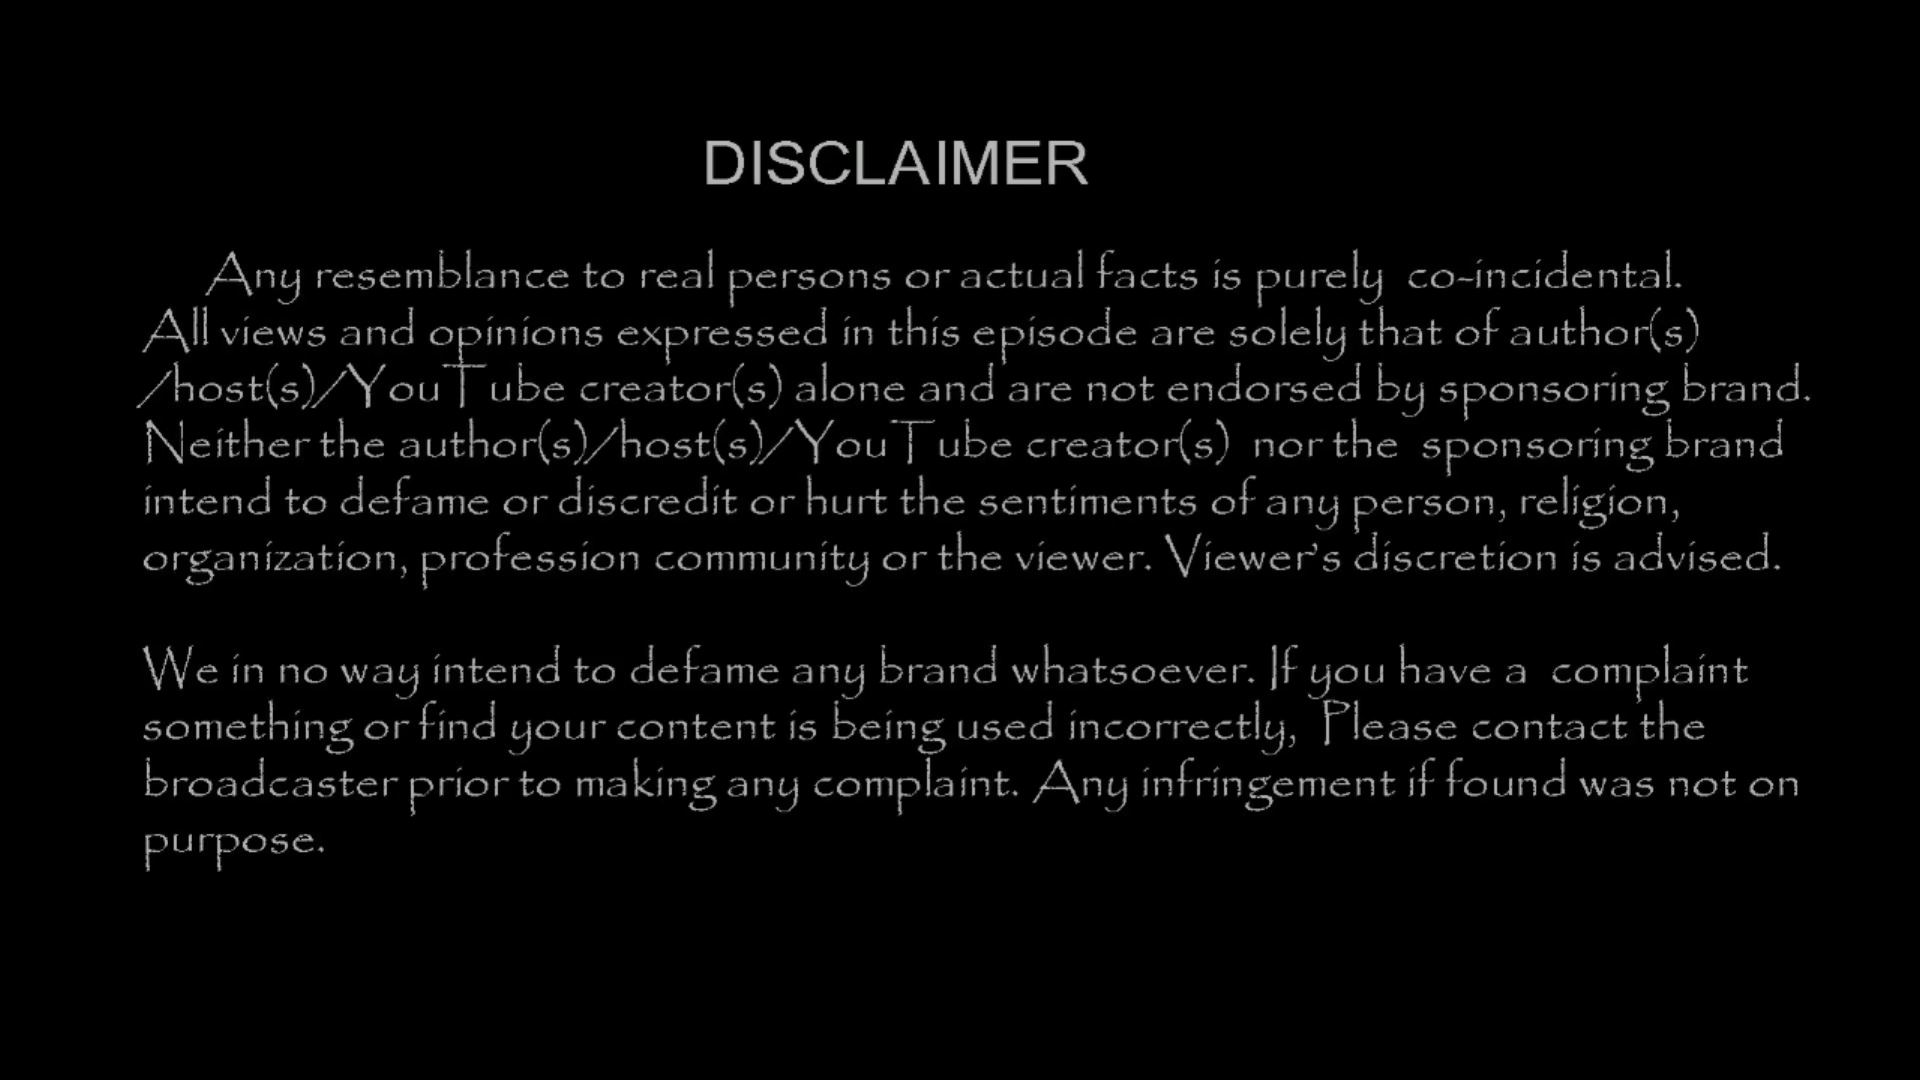 DISCLAIMER
Any resemblance to real persons or actual facts is purely co-incidental.
All views and opinions expressed in this episode are solely that of author(s)
/host(s)/YouTube creator(s) alone and are not endorsed by sponsoring brand.
Neither the author(s)/host(s)/YouTube creator(s) nor the sponsoring brand
intend to defame or discredit or hurt the sentiments of any person, religion,
organization, profession community or the viewer. Viewer's discretion is advised.
We in no way intend to defame any brand whatsoever. If you have a complaint
something or find your content is being used incorrectly, Please contact the
broadcaster prior to making any complaint. Any infringement if found was not on
purpose.